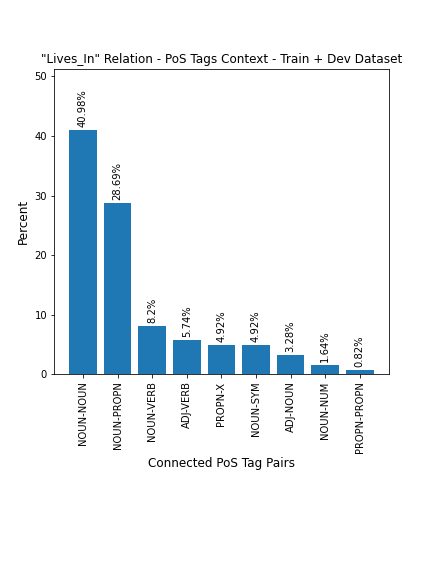 "Lives_In" Relation - PoS Tags Context - Train + Dev Dataset
50
40
30
20
10
0
Percent
40.98%
28.69%
8.2%
5.74%
4.92%
4.92%
3.28%
1.64%
0.82%
NOUN-NOUN
NOUN-PROPN
NOUN-VERB
ADJ-VERB
PROPN-X
NOUN-SYM
ADJ-NOUN
NOUN-NUM
PROPN-PROPN
Connected PoS Tag Pairs